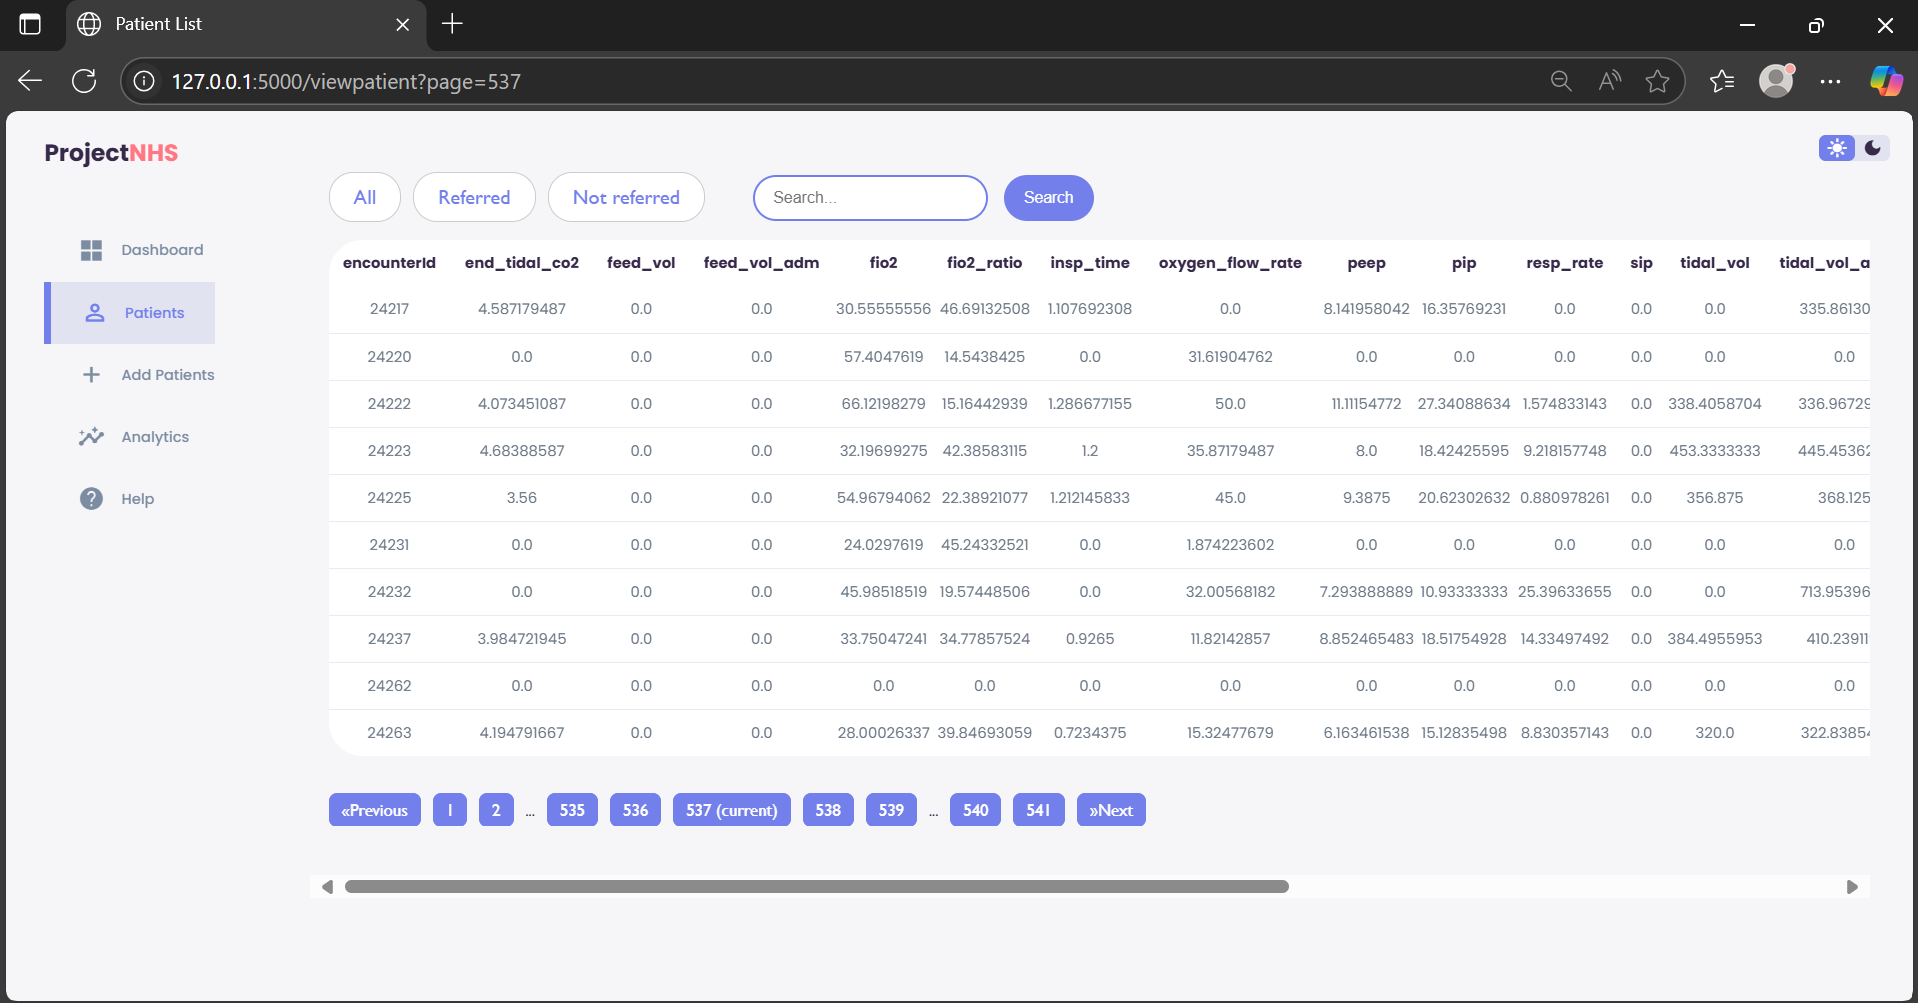 Patient List
127.0.0.1:5000/viewpatient?page=537
ProjectNHS
All Referred Not referred Search... Search
Dashboard
Patients
Add Patients
Analytics
Help
encounterId end_tidal_co2 feed_vol feed_vol_adm fio2 fio2_ratio insp_time oxygen_flow_rate peep pip resp_rate sip tidal_vol tidal_vol_a
24217 4.587179487 0.0 0.0 30.55555556 46.69132508 1.107692308 0.0 8.141958042 16.35769231 0.0 0.0 0.0 335.86130
24220 0.0 0.0 0.0 57.4047619 14.5438425 0.0 31.61904762 0.0 0.0 0.0 0.0 0.0 0.0
24222 4.073451087 0.0 0.0 66.12198279 15.16442939 1.286677155 50.0 11.11154772 27.34088634 1.574833143 0.0 338.4058704 336.96729
24223 4.68388587 0.0 0.0 32.19699275 42.38583115 1.2 35.87179487 8.0 18.42425595 9.218157748 0.0 453.3333333 445.45362
24225 3.56 0.0 0.0 54.96794062 22.38921077 1.212145833 45.0 9.3875 20.62302632 0.880978261 0.0 356.875 368.125
24231 0.0 0.0 0.0 24.0297619 45.24332521 0.0 1.874223602 0.0 0.0 0.0 0.0 0.0 0.0
24232 0.0 0.0 0.0 45.98518519 19.57448506 0.0 32.00568182 7.293888889 10.93333333 25.39633655 0.0 0.0 713.95396
24237 3.984721945 0.0 0.0 33.75047241 34.77857524 0.9265 11.82142857 8.852465483 18.51754928 14.33497492 0.0 384.4955953 410.23911
24262 0.0 0.0 0.0 0.0 0.0 0.0 0.0 0.0 0.0 0.0 0.0 0.0 0.0
24263 4.194791667 0.0 0.0 28.00026337 39.84693059 0.7234375 15.32477679 6.163461538 15.12835498 8.830357143 0.0 320.0 322.83854
«Previous 1 2 ... 535 536 537 (current) 538 539 ... 540 541 »Next